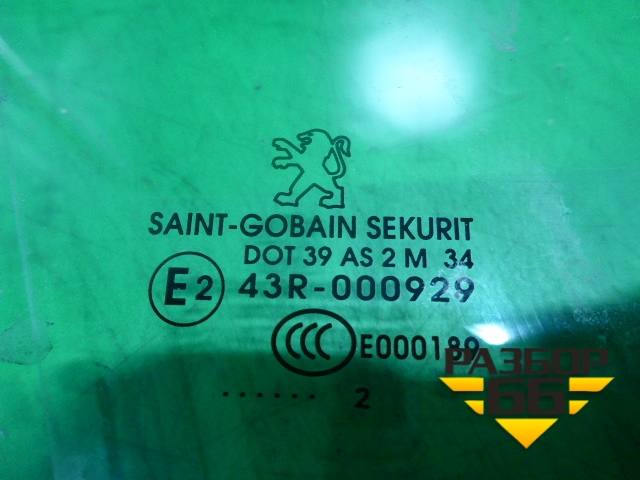 SAINT-GOBAIN SEKURIT
DOT 39 AS 2 M 34
E2 43R-000929
CCC E000189
...... 2
РАЗБОР
66